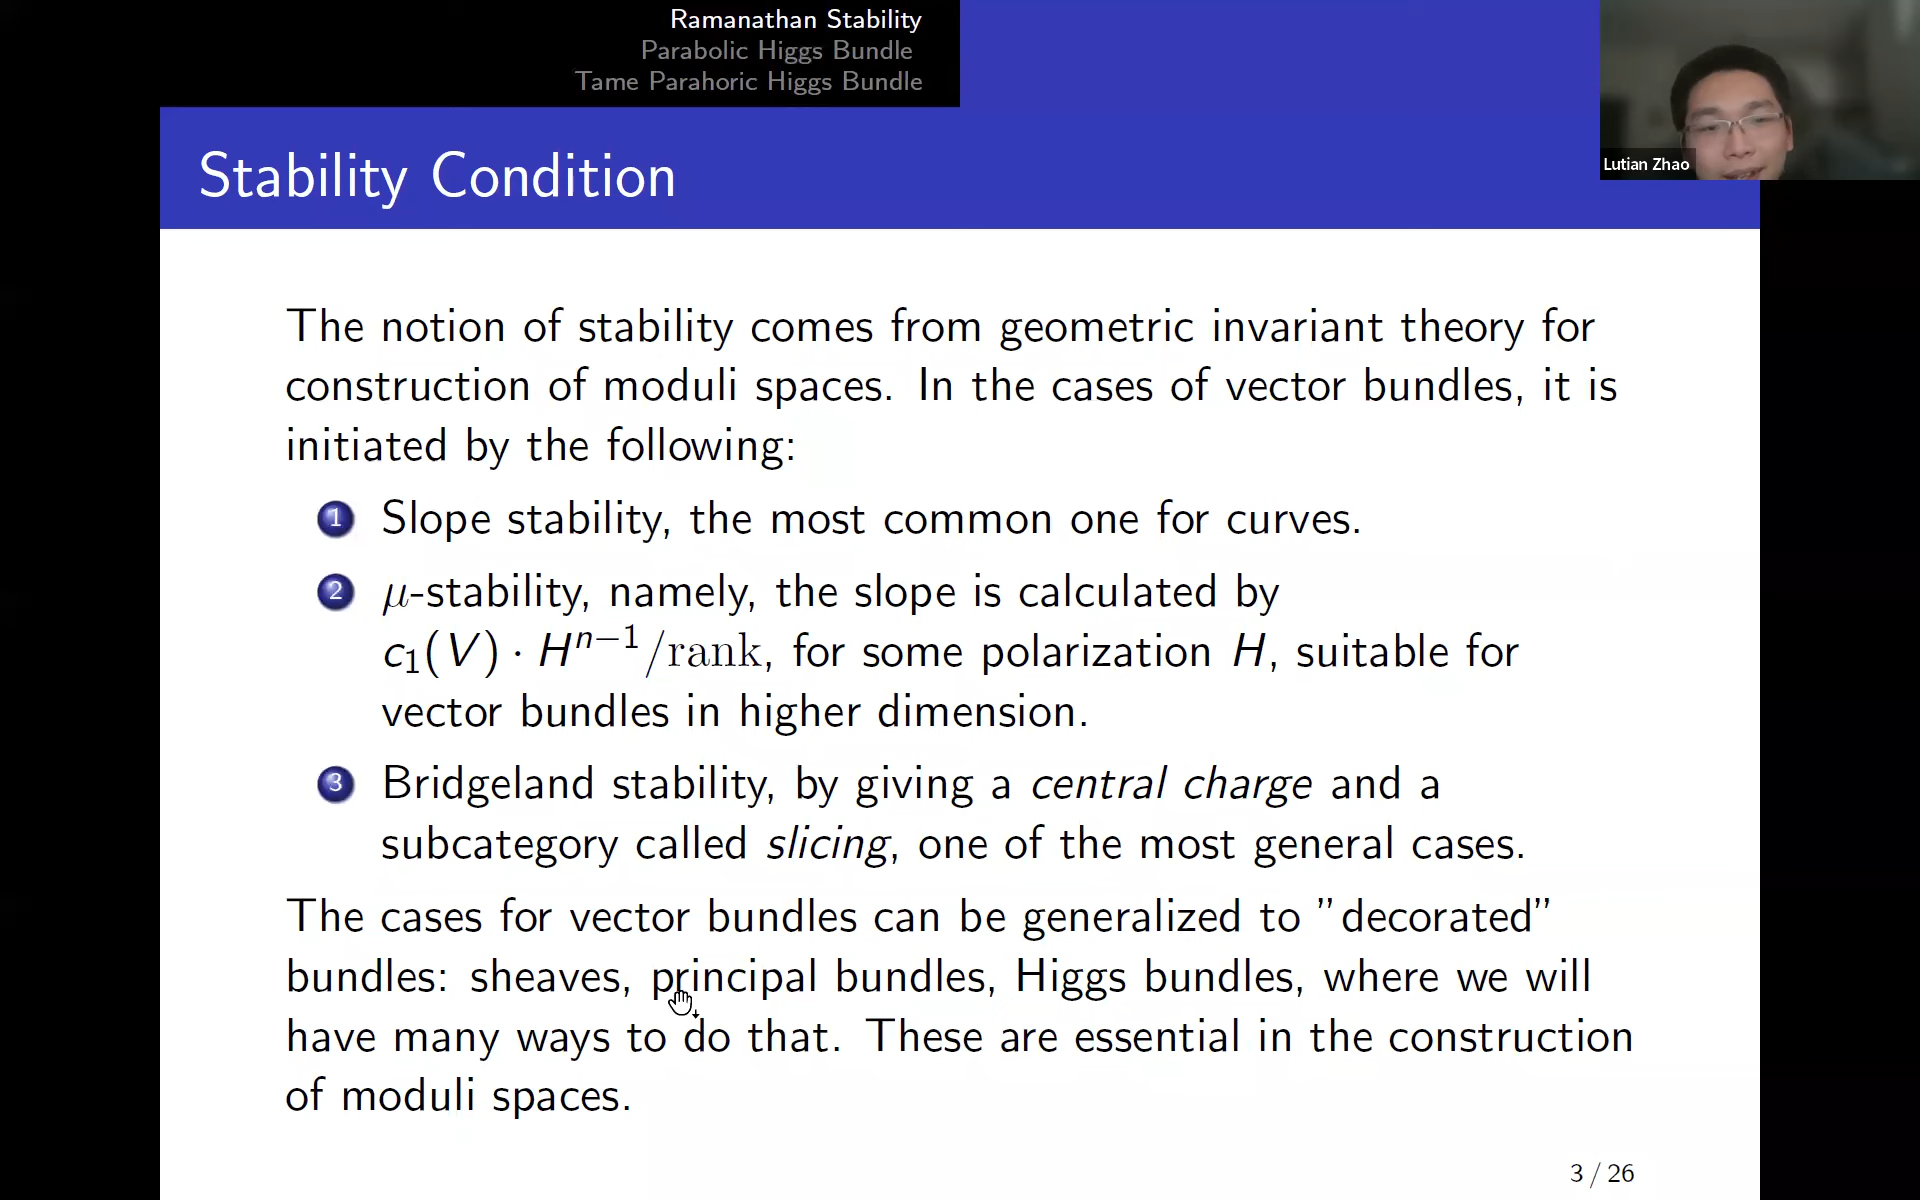 Ramanathan Stability
Parabolic Higgs Bundle
Tame Parahoric Higgs Bundle
Lutian Zhao
Stability Condition
The notion of stability comes from geometric invariant theory for
construction of moduli spaces. In the cases of vector bundles, it is
initiated by the following:
1 Slope stability, the most common one for curves.
2 μ-stability, namely, the slope is calculated by
c₁(V) · Hⁿ⁻¹/rank, for some polarization H, suitable for
vector bundles in higher dimension.
3 Bridgeland stability, by giving a central charge and a
subcategory called slicing, one of the most general cases.
The cases for vector bundles can be generalized to ”decorated”
bundles: sheaves, principal bundles, Higgs bundles, where we will
have many ways to do that. These are essential in the construction
of moduli spaces.
3 / 26